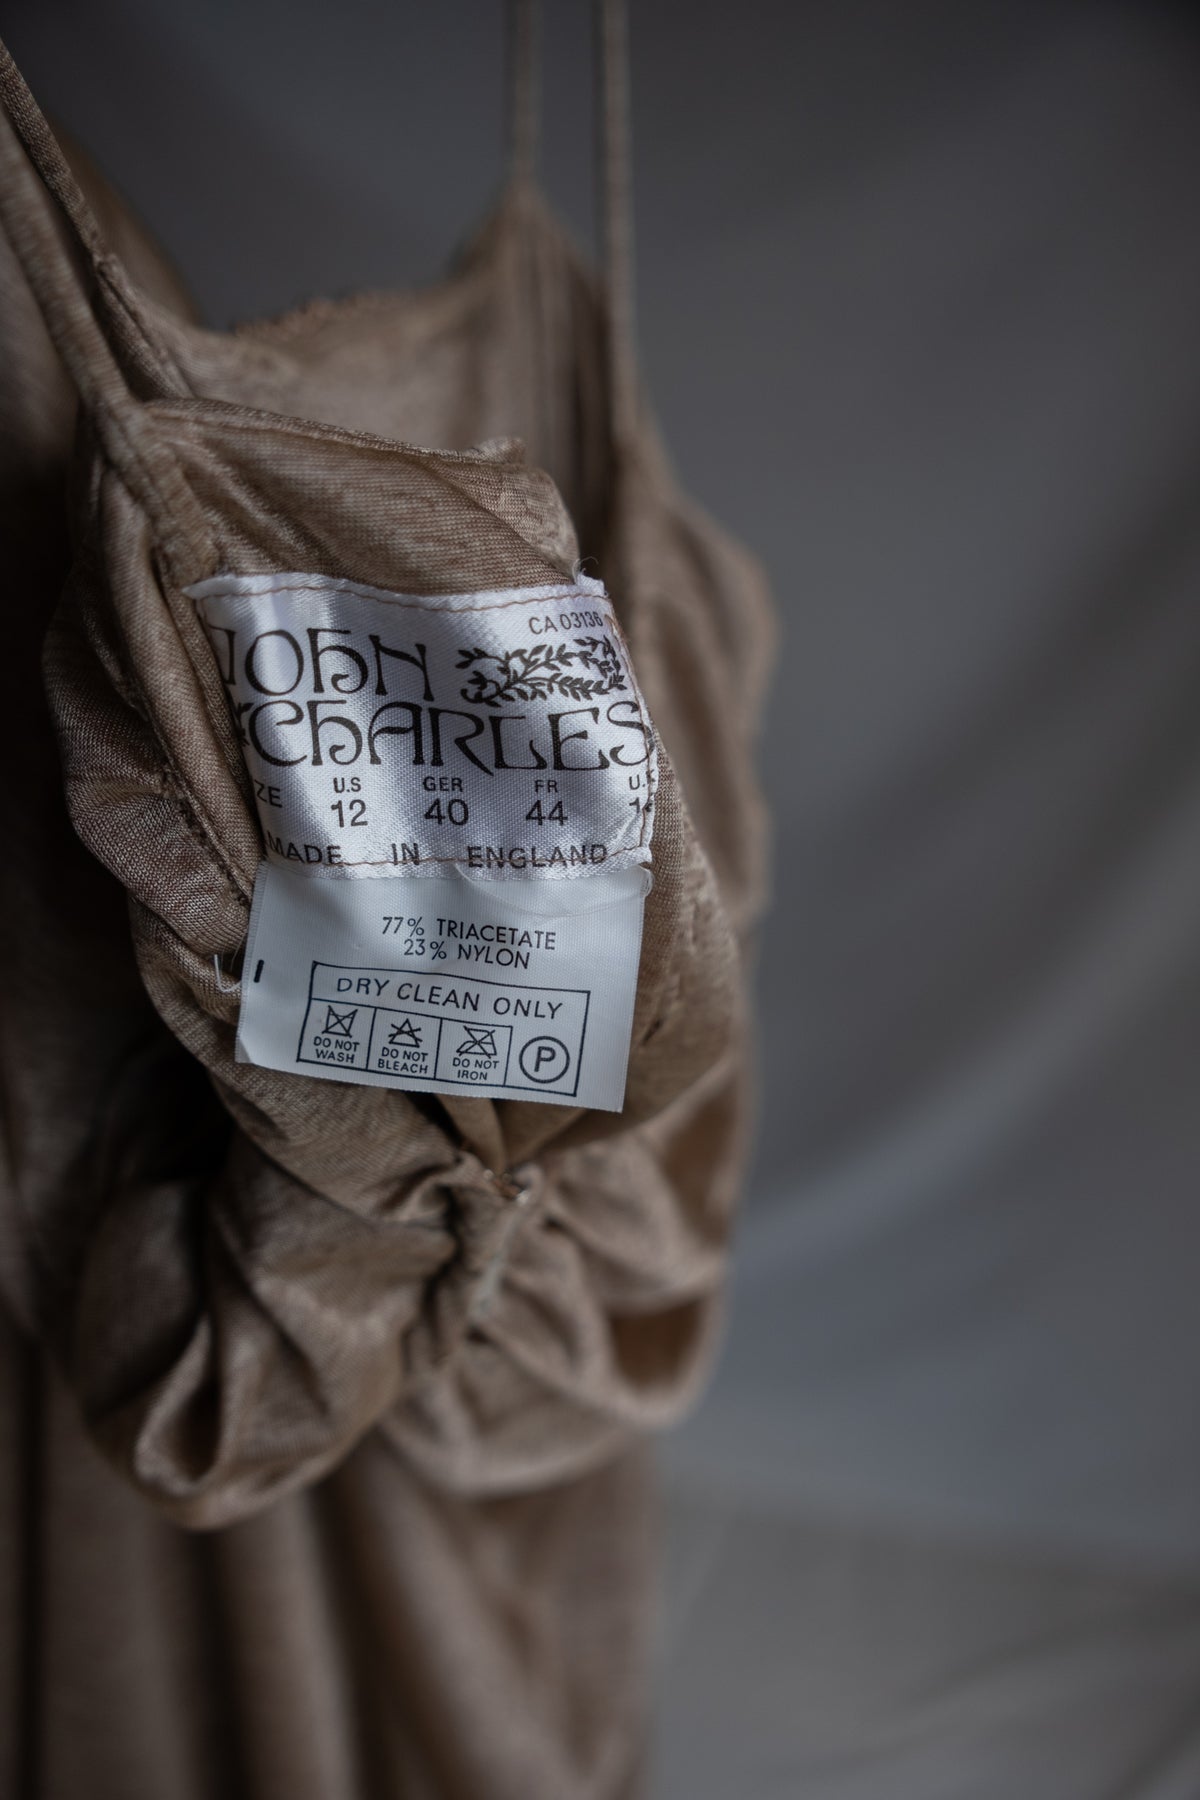 CA 03136
JOHN
CHARLES
ZE U.S GER FR U.K
12 40 44
MADE IN ENGLAND
77% TRIACETATE
23% NYLON
DRY CLEAN ONLY
DO NOT WASH
DO NOT BLEACH
DO NOT IRON
P